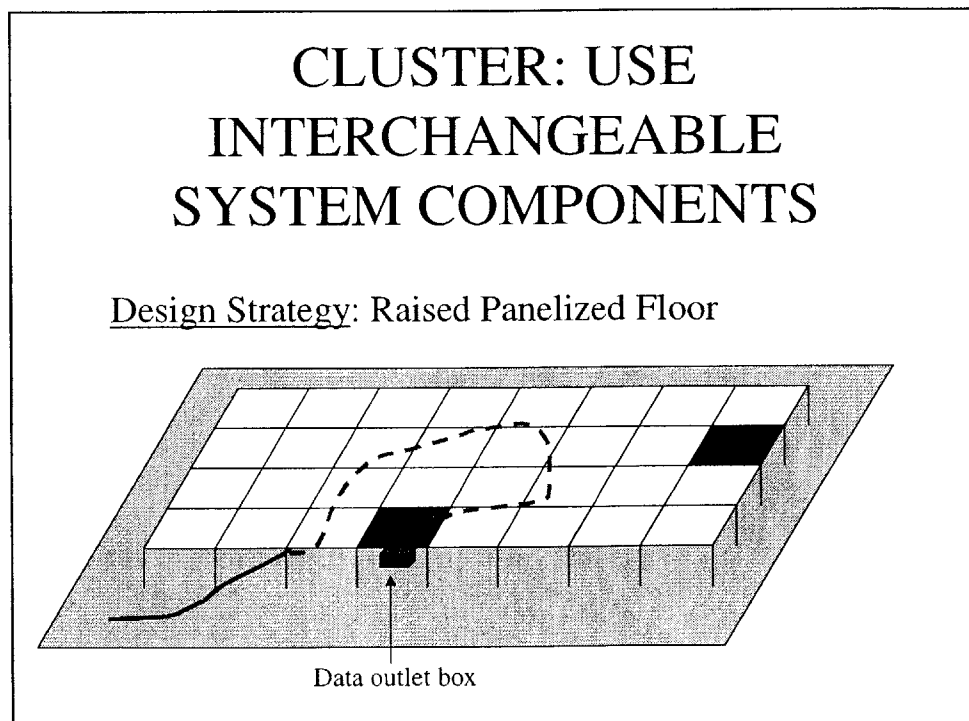 CLUSTER: USE
INTERCHANGEABLE
SYSTEM COMPONENTS
Design Strategy: Raised Panelized Floor
Data outlet box